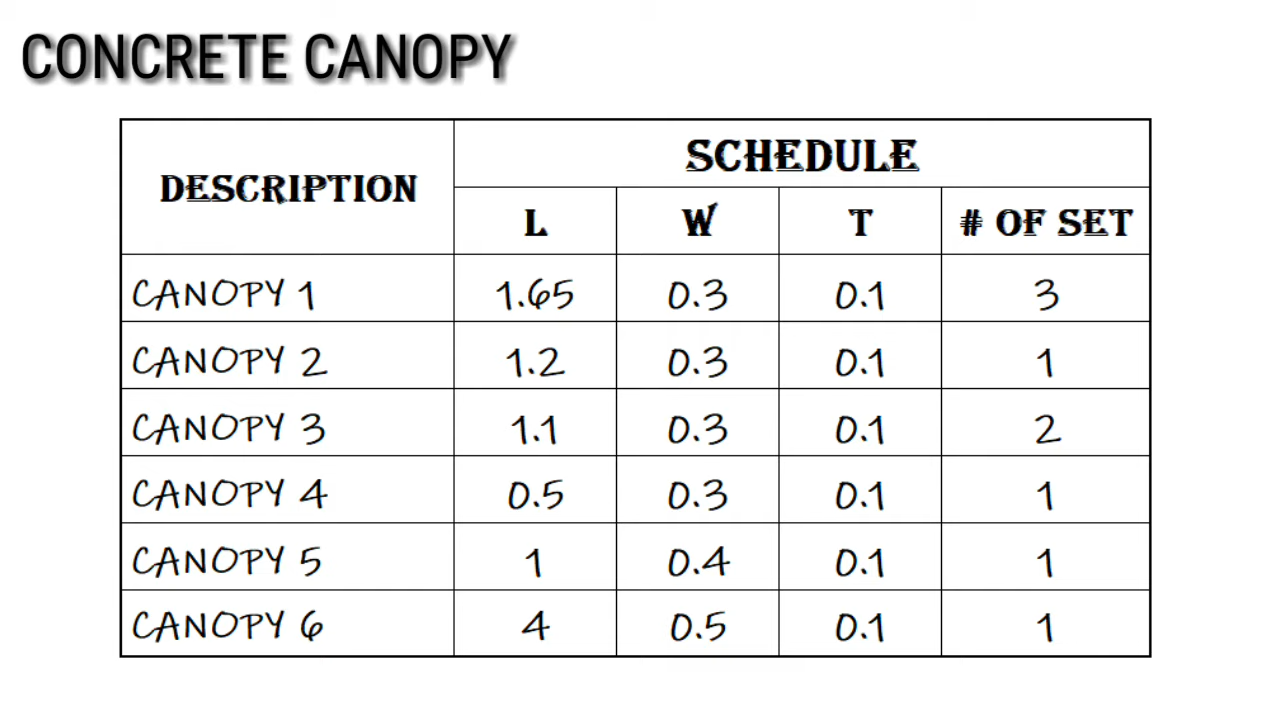 CONCRETE CANOPY
DESCRIPTION
SCHEDULE
L W T # OF SET
CANOPY 1 1.65 0.3 0.1 3
CANOPY 2 1.2 0.3 0.1 1
CANOPY 3 1.1 0.3 0.1 2
CANOPY 4 0.5 0.3 0.1 1
CANOPY 5 1 0.4 0.1 1
CANOPY 6 4 0.5 0.1 1